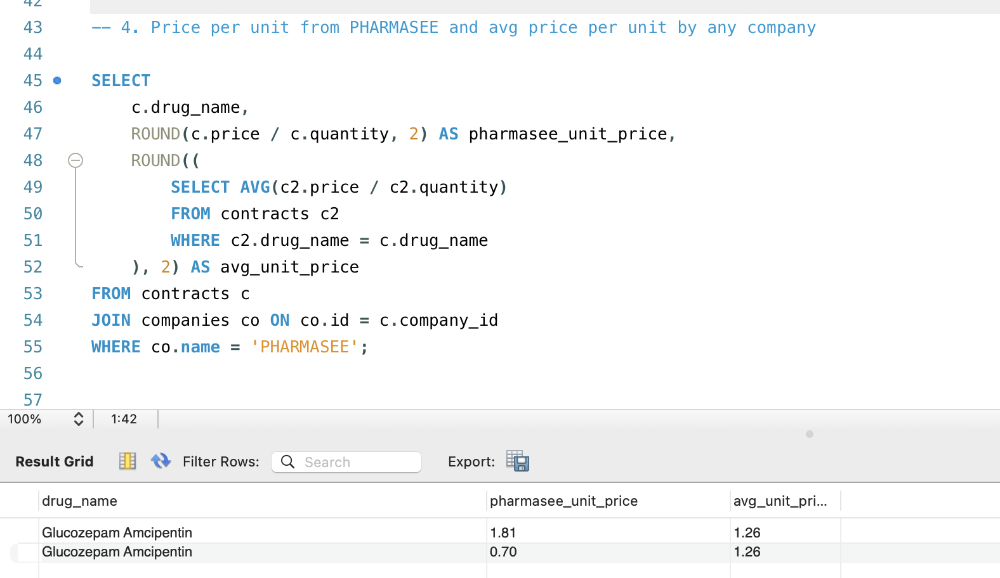 42
43 -- 4. Price per unit from PHARMASEE and avg price per unit by any company
44
45 SELECT
46 c.drug_name,
47 ROUND(c.price / c.quantity, 2) AS pharmasee_unit_price,
48 ROUND((
49 SELECT AVG(c2.price / c2.quantity)
50 FROM contracts c2
51 WHERE c2.drug_name = c.drug_name
52 ), 2) AS avg_unit_price
53 FROM contracts c
54 JOIN companies co ON co.id = c.company_id
55 WHERE co.name = 'PHARMASEE';
56
57
100% 1:42
Result Grid Filter Rows: Search Export:
drug_name pharmasee_unit_price avg_unit_pri...
Glucozepam Amcipentin 1.81 1.26
Glucozepam Amcipentin 0.70 1.26